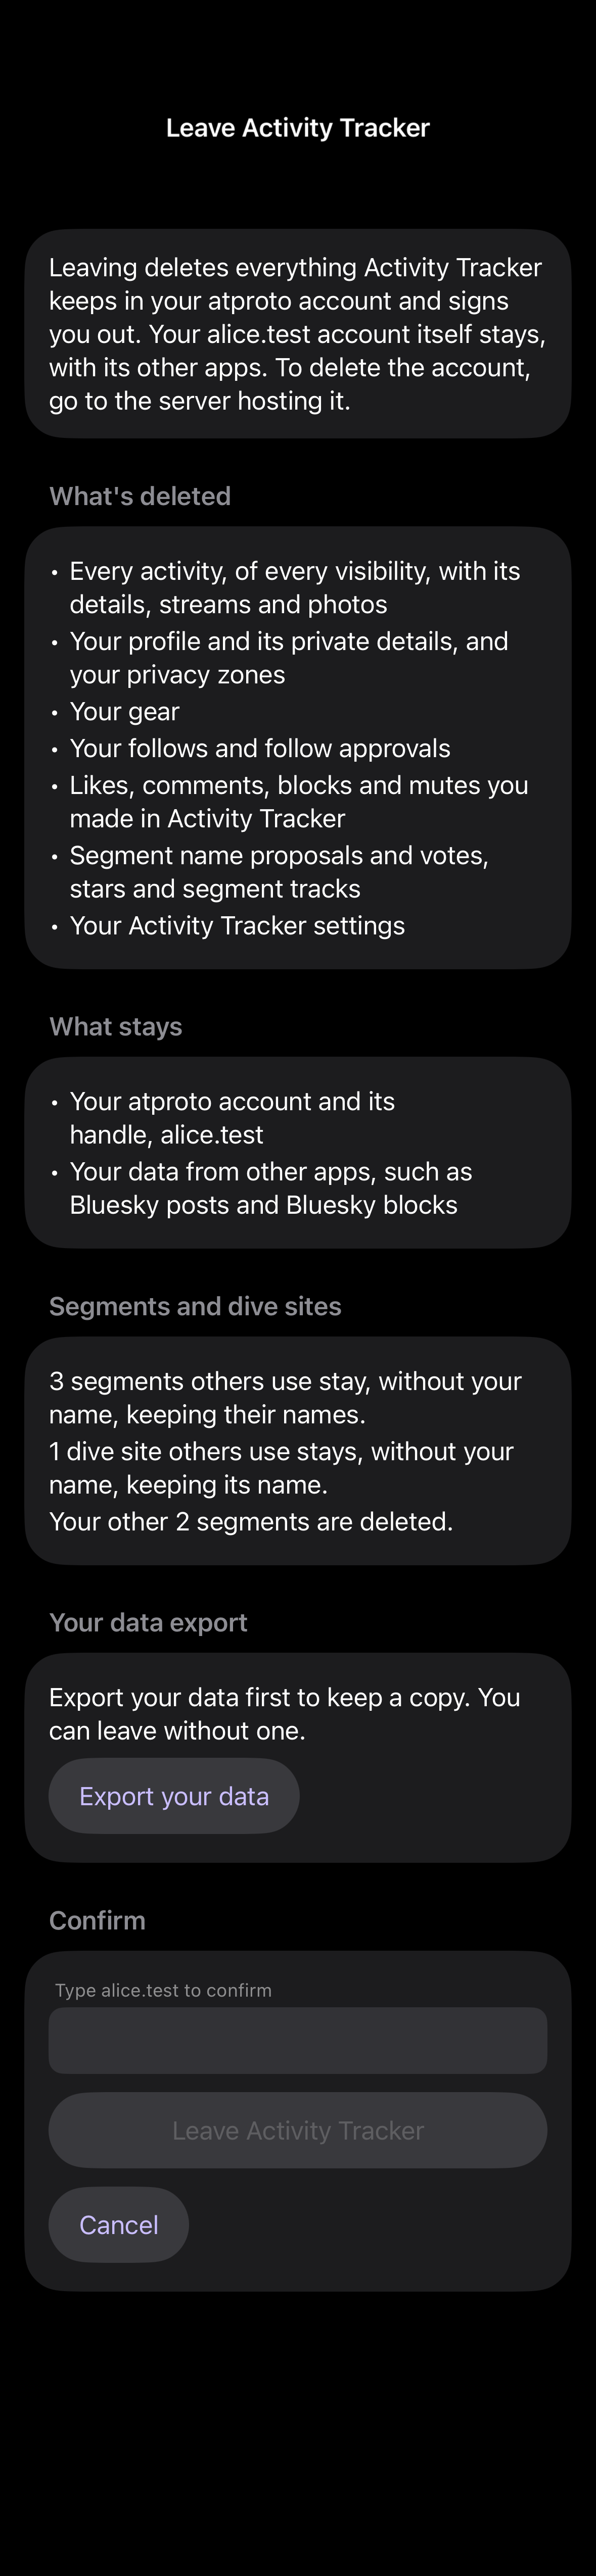 Leave Activity Tracker
Leaving deletes everything Activity Tracker
keeps in your atproto account and signs
you out. Your alice.test account itself stays,
with its other apps. To delete the account,
go to the server hosting it.
What's deleted
• Every activity, of every visibility, with its
details, streams and photos
• Your profile and its private details, and
your privacy zones
• Your gear
• Your follows and follow approvals
• Likes, comments, blocks and mutes you
made in Activity Tracker
• Segment name proposals and votes,
stars and segment tracks
• Your Activity Tracker settings
What stays
• Your atproto account and its
handle, alice.test
• Your data from other apps, such as
Bluesky posts and Bluesky blocks
Segments and dive sites
3 segments others use stay, without your
name, keeping their names.
1 dive site others use stays, without your
name, keeping its name.
Your other 2 segments are deleted.
Your data export
Export your data first to keep a copy. You
can leave without one.
Export your data
Confirm
Type alice.test to confirm
Leave Activity Tracker
Cancel